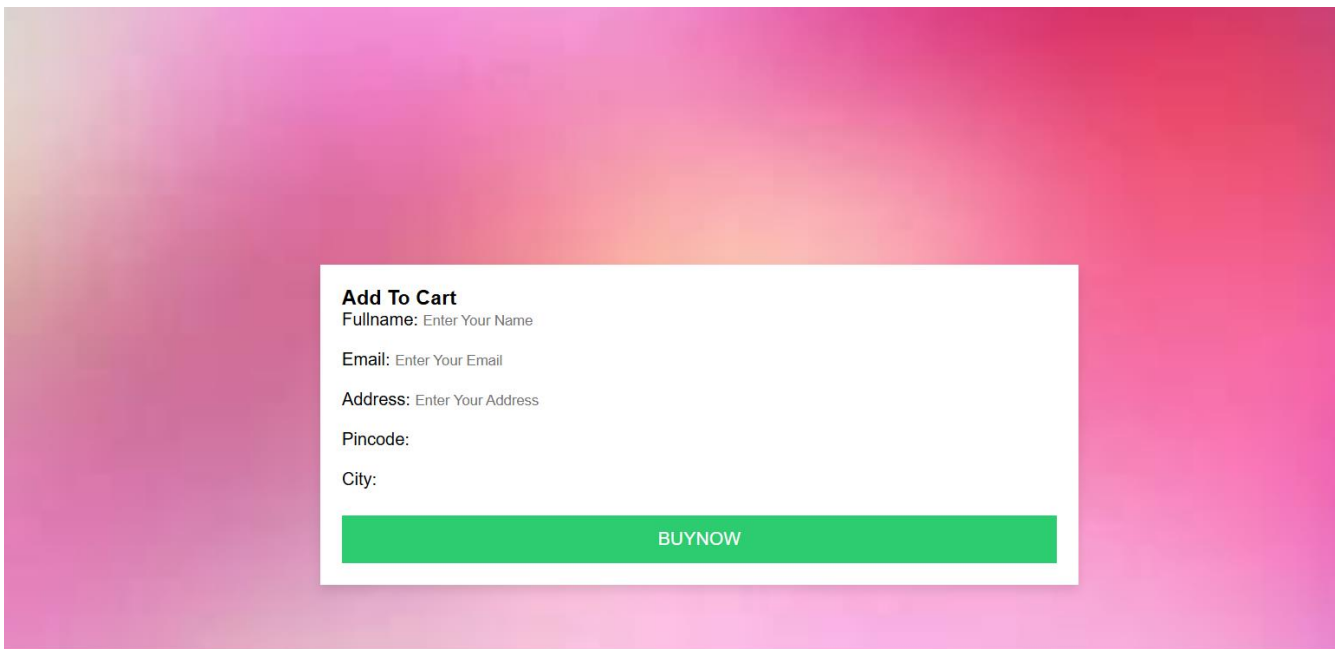 Add To Cart
Fullname: Enter Your Name
Email: Enter Your Email
Address: Enter Your Address
Pincode:
City:
BUYNOW